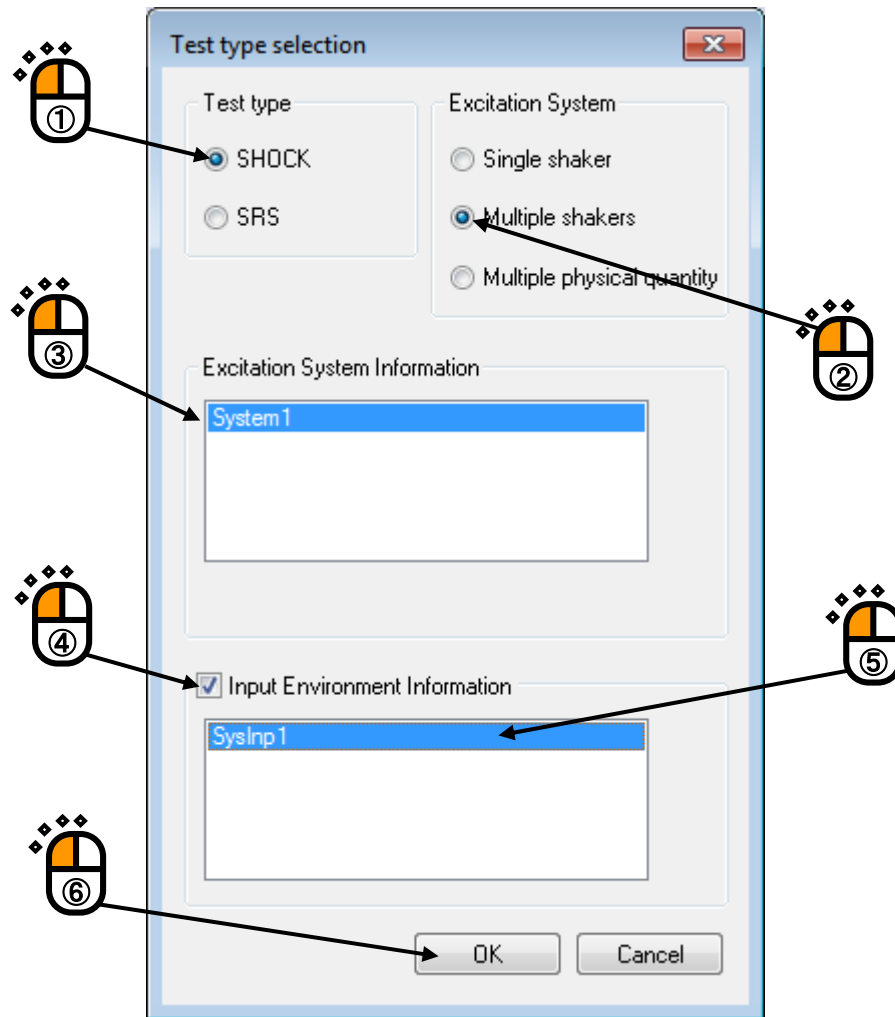 Test type selection
①
Test type
Excitation System
SHOCK
Single shaker
SRS
Multiple shakers
Multiple physical quantity
③
②
Excitation System Information
System1
④
⑤
Input Environment Information
SysInp1
⑥
OK
Cancel